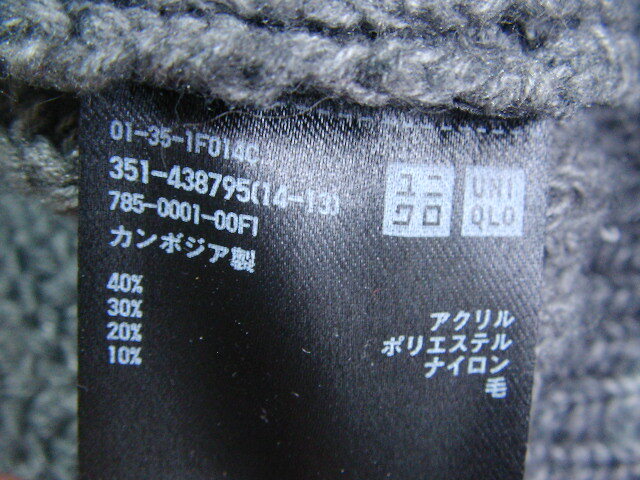 01-35-1F014C
351-438795(14-13)
785-0001-00F1
カンボジア製
ユニクロ
UNIQLO
40% アクリル
30% ポリエステル
20% ナイロン
10% 毛